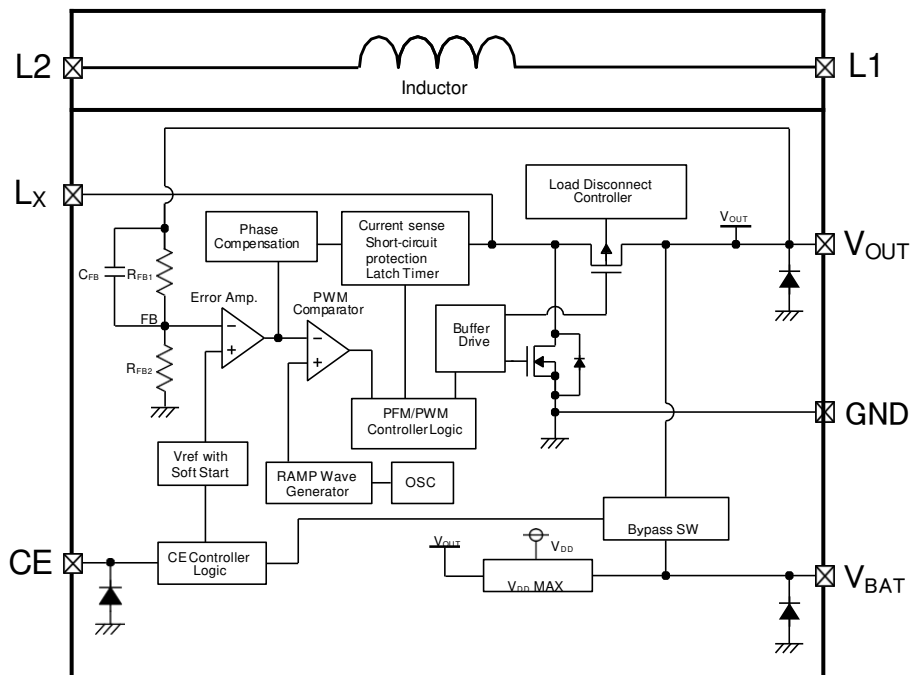 L2
L1
Inductor
LX
Load Disconnect
Controller
Phase
Compensation
Current sense
Short-circuit
protection
Latch Timer
VOUT
VOUT
CFB
RFB1
Error Amp.
PWM
Comparator
FB
Buffer
Drive
RFB2
PFM/PWM
Controller Logic
GND
Vref with
Soft Start
RAMP Wave
Generator
OSC
Bypass SW
CE
CE Controller
Logic
VOUT
VDD
VDD MAX
VBAT